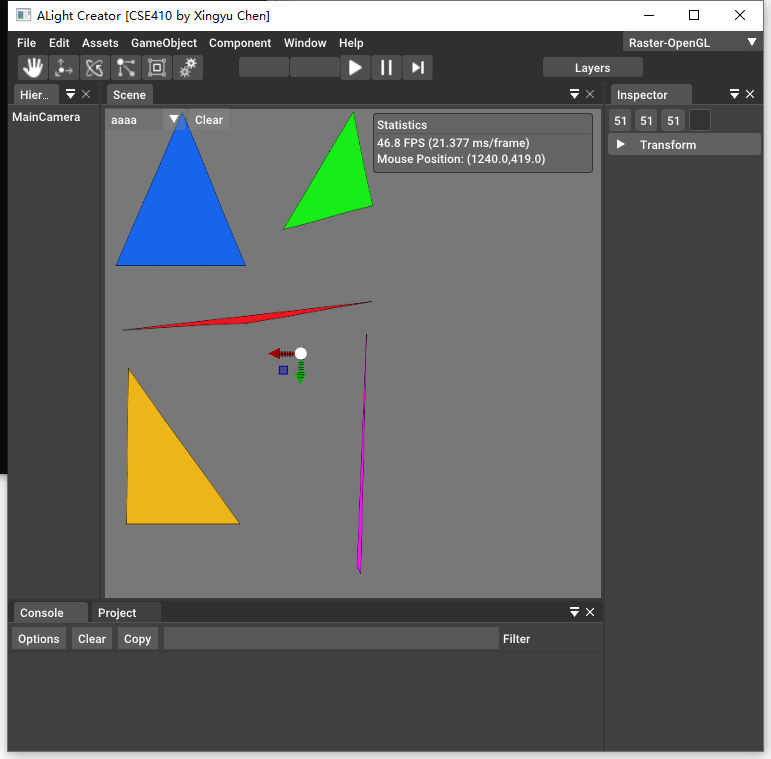 ALight Creator [CSE410 by Xingyu Chen]
File Edit Assets GameObject Component Window Help Raster-OpenGL
Layers
Hier... Scene Inspector
MainCamera aaaa Clear Statistics 51 51 51
46.8 FPS (21.377 ms/frame) Transform
Mouse Position: (1240.0,419.0)
Console Project
Options Clear Copy Filter